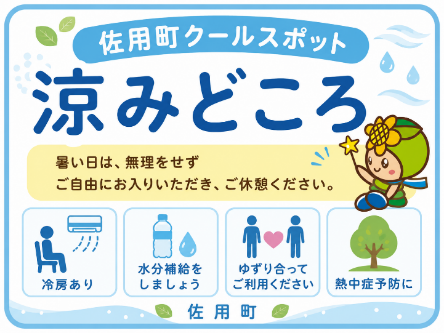 佐用町クールスポット
涼みどころ
暑い日は、無理をせず
ご自由にお入りいただき、ご休憩ください。
冷房あり
水分補給を
しましょう
ゆずり合って
ご利用ください
熱中症予防に
佐用町